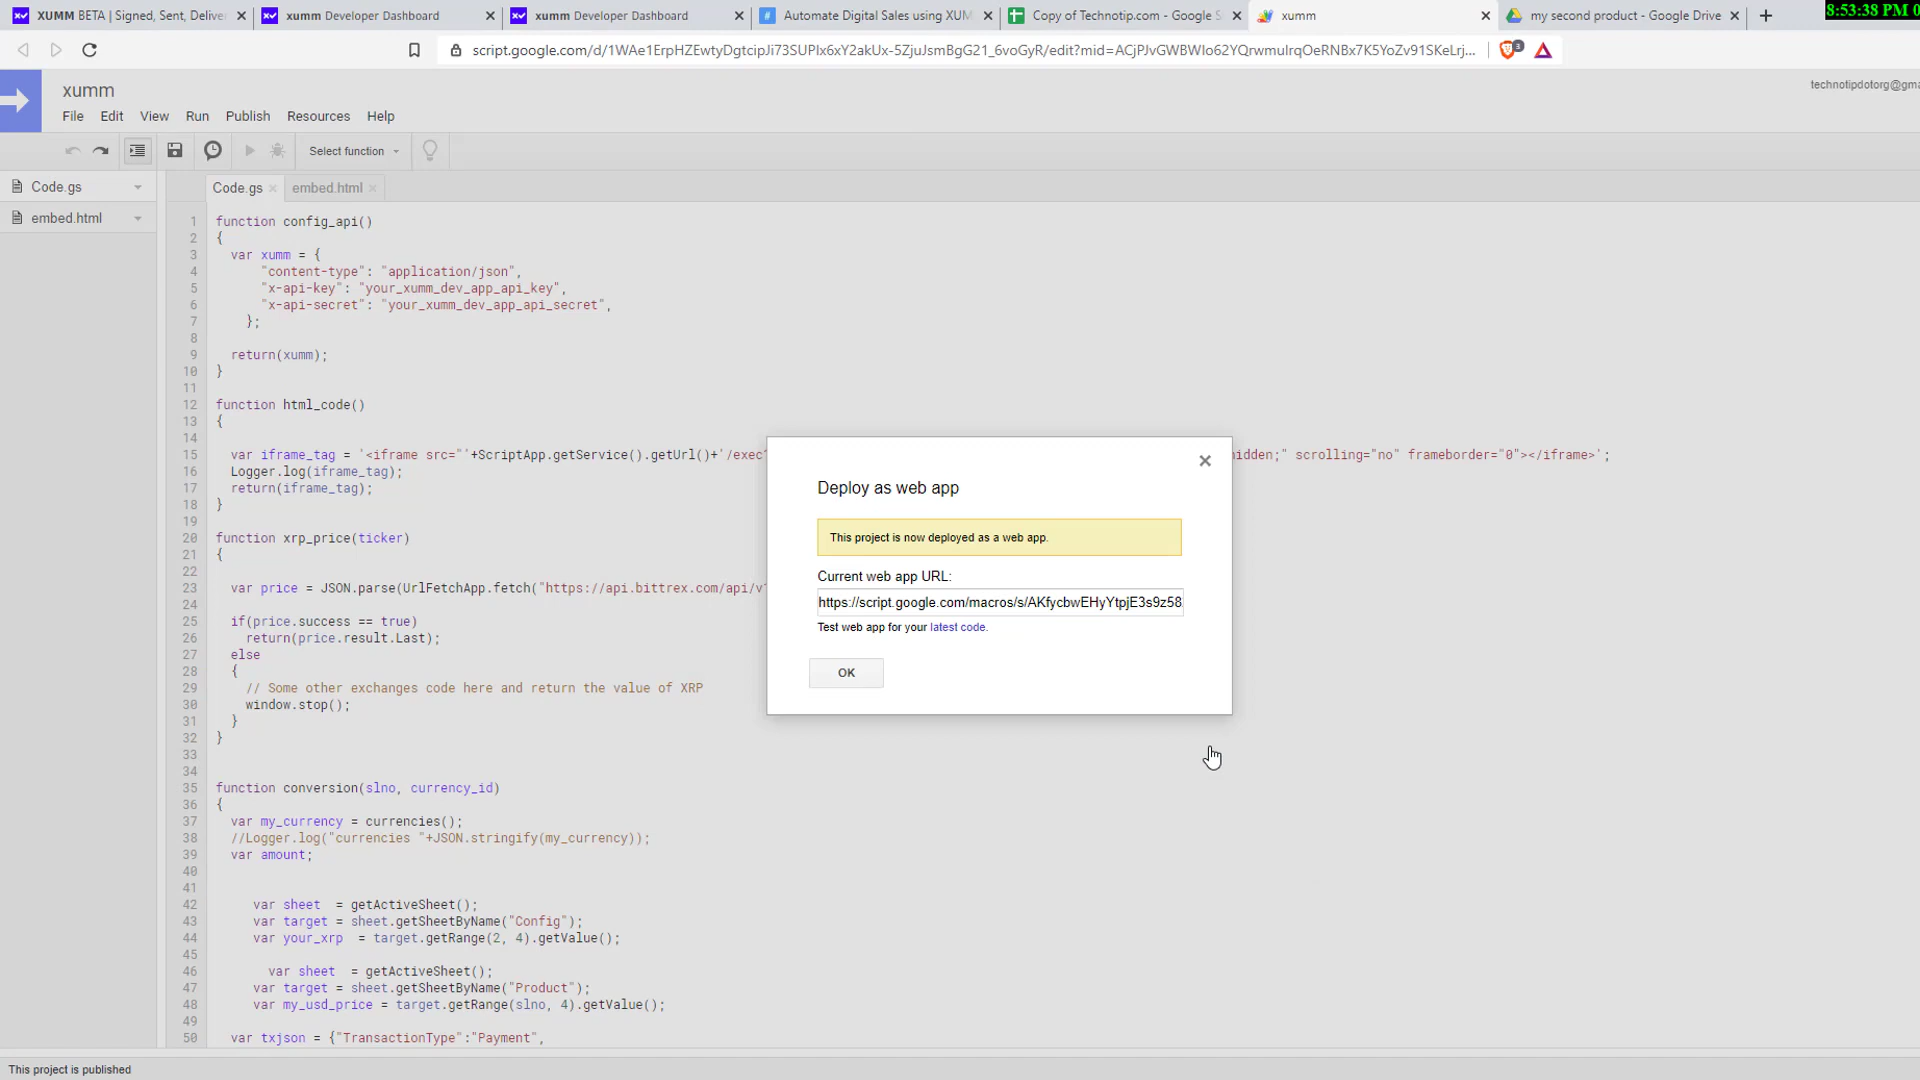 XUMM BETA | Signed, Sent, Deliver
xumm Developer Dashboard
xumm Developer Dashboard
Automate Digital Sales using XUM
Copy of Technotip.com - Google S
xumm
my second product - Google Drive
8:53:38 PM 0
script.google.com/d/1WAe1ErpHZEwtyDgtcipJi73SUPlx6xY2akUx-5ZjuJsmBgG21_6voGyR/edit?mid=ACjPJvGWBWIo62YQrwmuIrqOeRNBx7K5YoZv91SKeLrj...
3
xumm
technotipdotorg@gma
File Edit View Run Publish Resources Help
Select function
Code.gs
embed.html
Code.gs
embed.html
1 function config_api()
2 {
3 var xumm = {
4 "content-type": "application/json",
5 "x-api-key": "your_xumm_dev_app_api_key",
6 "x-api-secret": "your_xumm_dev_app_api_secret",
7 };
8
9 return(xumm);
10 }
11
12 function html_code()
13 {
14
15 var iframe_tag = '<iframe src="'+ScriptApp.getService().getUrl()+'/exec hidden;" scrolling="no" frameborder="0"></iframe>';
16 Logger.log(iframe_tag);
17 return(iframe_tag);
18 }
19
20 function xrp_price(ticker)
21 {
22
23 var price = JSON.parse(UrlFetchApp.fetch("https://api.bittrex.com/api/v
24
25 if(price.success == true)
26 return(price.result.Last);
27 else
28 {
29 // Some other exchanges code here and return the value of XRP
30 window.stop();
31 }
32 }
33
34
35 function conversion(slno, currency_id)
36 {
37 var my_currency = currencies();
38 //Logger.log("currencies "+JSON.stringify(my_currency));
39 var amount;
40
41
42 var sheet = getActiveSheet();
43 var target = sheet.getSheetByName("Config");
44 var your_xrp = target.getRange(2, 4).getValue();
45
46 var sheet = getActiveSheet();
47 var target = sheet.getSheetByName("Product");
48 var my_usd_price = target.getRange(slno, 4).getValue();
49
50 var txjson = {"TransactionType":"Payment",
Deploy as web app
This project is now deployed as a web app.
Current web app URL:
https://script.google.com/macros/s/AKfycbwEHyYtpjE3s9z58
Test web app for your latest code.
OK
This project is published